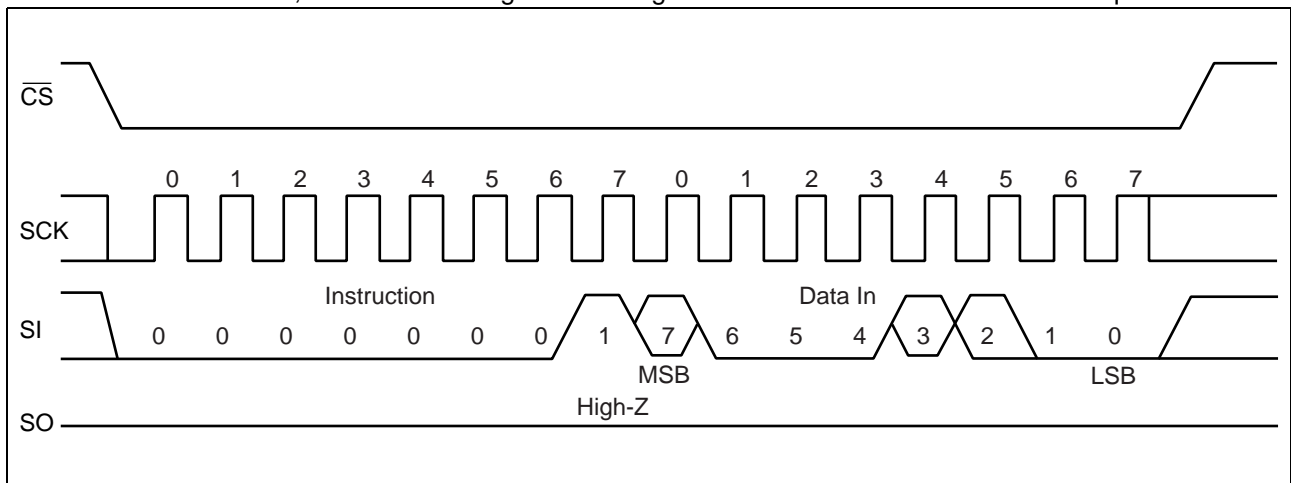 CS
0 1 2 3 4 5 6 7 0 1 2 3 4 5 6 7
SCK
Instruction Data In
SI 0 0 0 0 0 0 0 1 7 6 5 4 3 2 1 0
MSB LSB
High-Z
SO